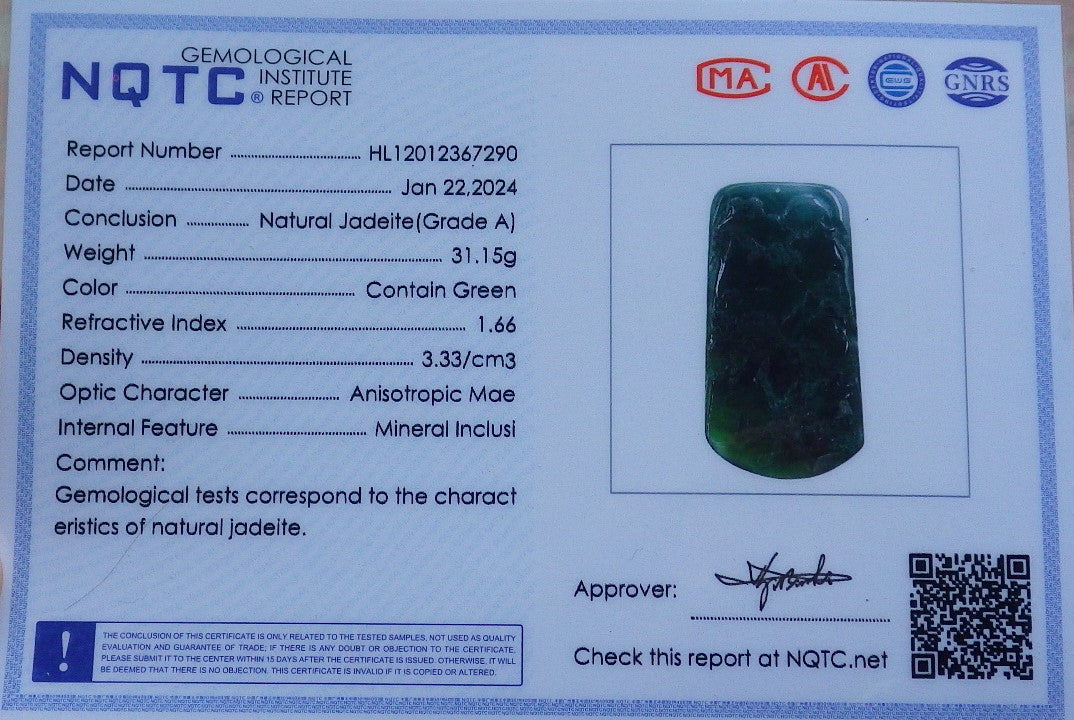 NQTC® GEMOLOGICAL INSTITUTE REPORT
MA
AL
CWS
GNRS
Report Number HL12012367290
Date Jan 22,2024
Conclusion Natural Jadeite(Grade A)
Weight 31.15g
Color Contain Green
Refractive Index 1.66
Density 3.33/cm3
Optic Character Anisotropic Mae
Internal Feature Mineral Inclusi
Comment:
Gemological tests correspond to the charact
eristics of natural jadeite.
Approver:
Check this report at NQTC.net
!
THE CONCLUSION OF THIS CERTIFICATE IS ONLY RELATED TO THE TESTED SAMPLES, NOT USED AS QUALITY
EVALUATION AND GUARANTEE OF TRADE; IF THERE IS ANY DOUBT OR OBJECTION TO THE CERTIFICATE,
PLEASE SUBMIT IT TO THE CENTER WITHIN 15 DAYS AFTER THE CERTIFICATE IS ISSUED. OTHERWISE, IT WILL
BE DEEMED THAT THERE IS NO OBJECTION. THIS CERTIFICATE IS INVALID IF IT IS COPIED OR ALTERED.